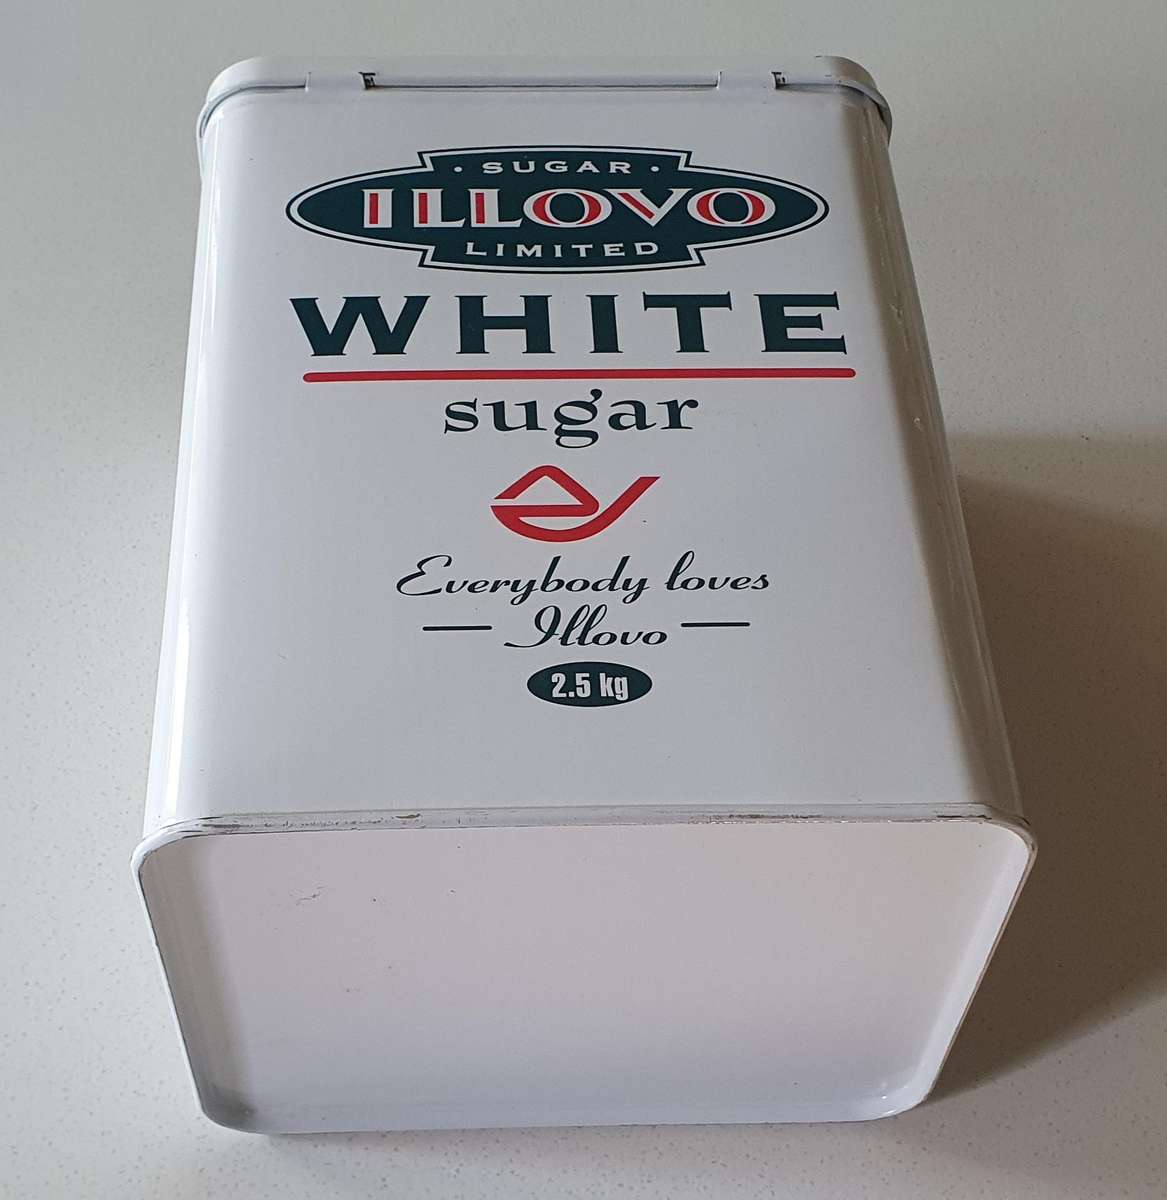 · SUGAR ·
ILLOVO
LIMITED
WHITE
sugar
Everybody loves
Illovo
2.5 kg